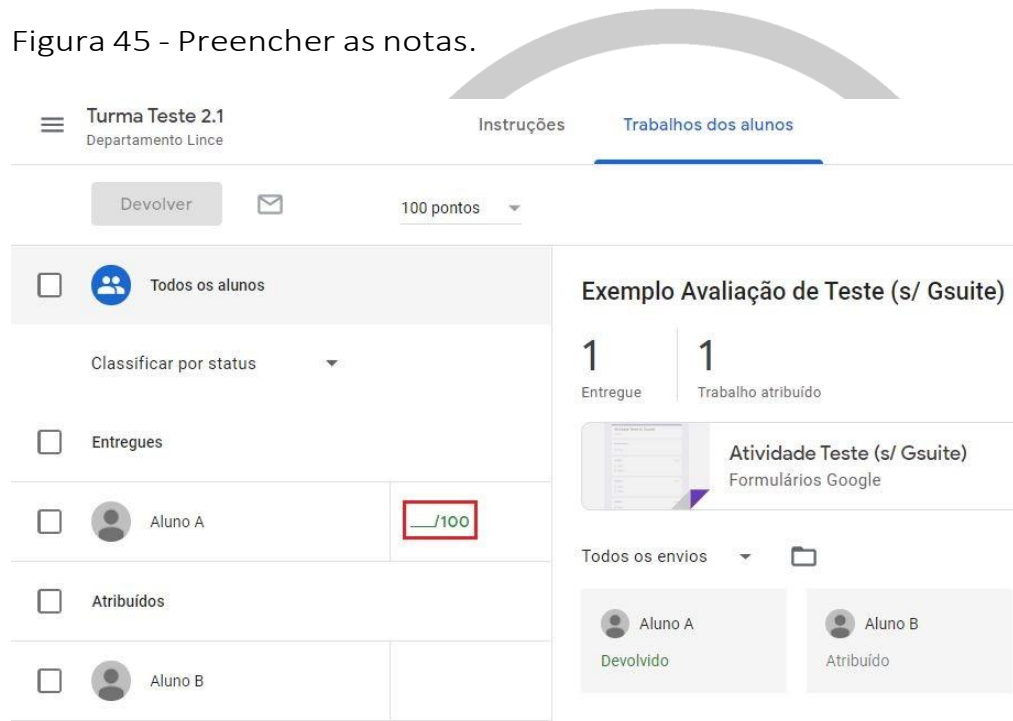 Figura 45 - Preencher as notas.
Turma Teste 2.1
Departamento Lince
Instruções
Trabalhos dos alunos
Devolver
100 pontos
Todos os alunos
Classificar por status
Entregues
Aluno A
___/100
Atribuídos
Aluno B
Exemplo Avaliação de Teste (s/ Gsuite)
1
Entregue
1
Trabalho atribuído
Atividade Teste (s/ Gsuite)
Formulários Google
Todos os envios
Aluno A
Devolvido
Aluno B
Atribuído